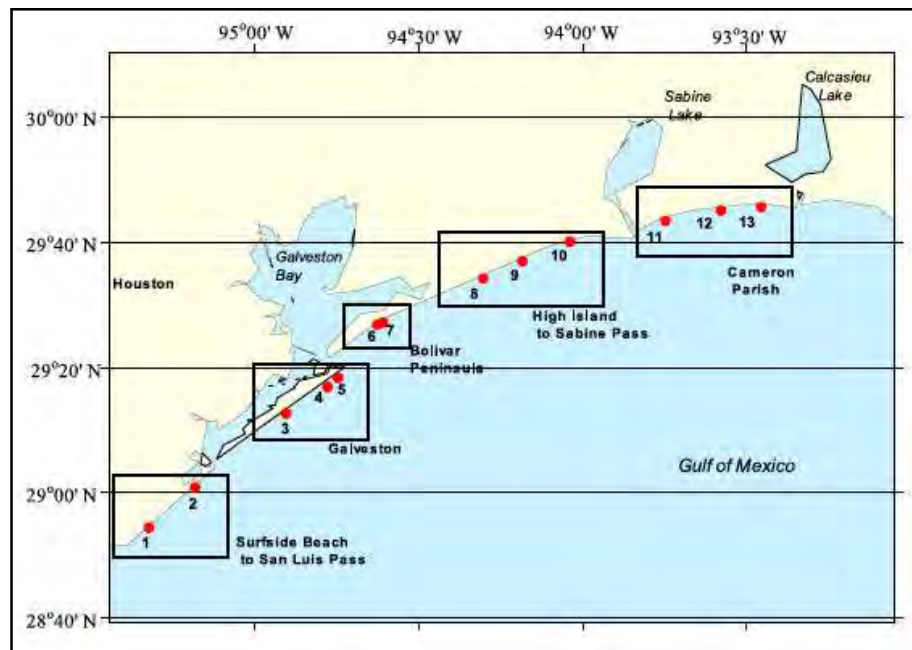 95°00' W
94°30' W
94°00' W
93°30' W
Calcasieu
Lake
Sabine
Lake
30°00' N
11
12
13
29°40' N
10
Galveston
Bay
9
8
Cameron
Parish
Houston
High Island
to Sabine Pass
6
7
Bolivar
Peninaula
29°20' N
5
4
3
Galveston
Gulf of Mexico
29°00' N
2
1
Surfside Beach
to San Luis Pass
28°40' N